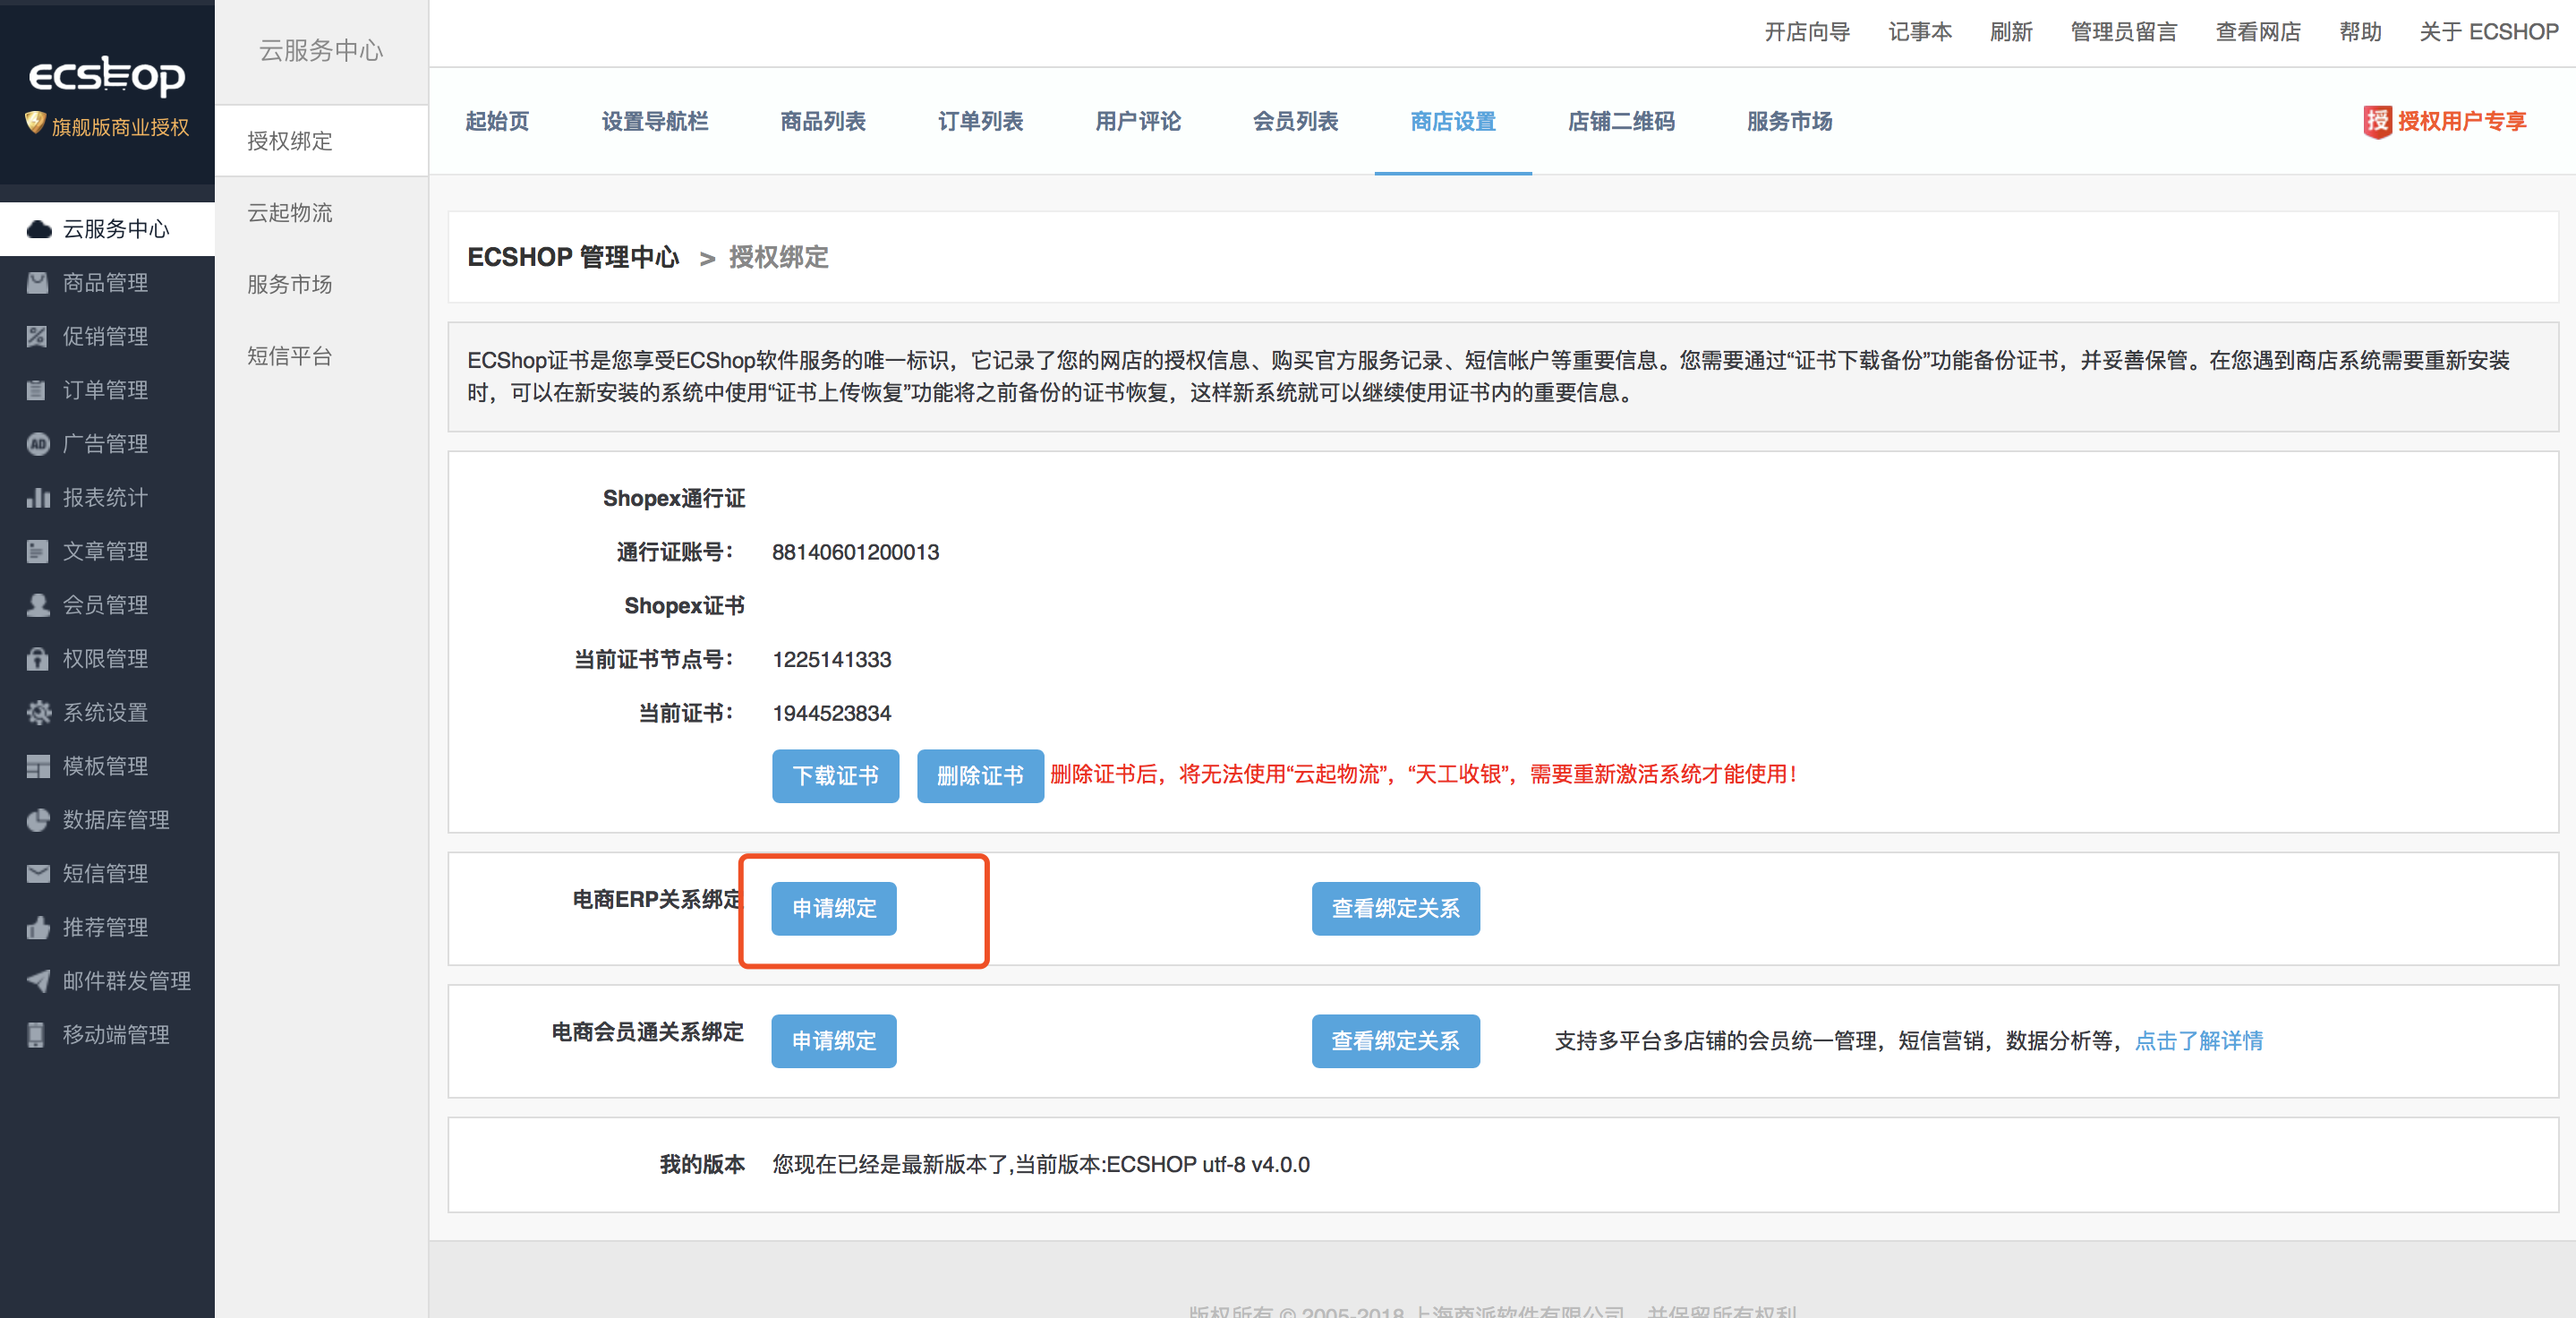 开店向导 记事本 刷新 管理员留言 查看网店 帮助 关于 ECSHOP
ecshop
旗舰版商业授权
云服务中心
商品管理
促销管理
订单管理
AD 广告管理
报表统计
文章管理
会员管理
权限管理
系统设置
模板管理
数据库管理
短信管理
推荐管理
邮件群发管理
移动端管理
云服务中心
授权绑定
云起物流
服务市场
短信平台
起始页 设置导航栏 商品列表 订单列表 用户评论 会员列表 商店设置 店铺二维码 服务市场 授 授权用户专享
ECSHOP 管理中心 > 授权绑定
ECShop证书是您享受ECShop软件服务的唯一标识，它记录了您的网店的授权信息、购买官方服务记录、短信帐户等重要信息。您需要通过“证书下载备份”功能备份证书，并妥善保管。在您遇到商店系统需要重新安装
时，可以在新安装的系统中使用“证书上传恢复”功能将之前备份的证书恢复，这样新系统就可以继续使用证书内的重要信息。
Shopex通行证
通行证账号： 88140601200013
Shopex证书
当前证书节点号： 1225141333
当前证书： 1944523834
下载证书 删除证书 删除证书后，将无法使用“云起物流”，“天工收银”，需要重新激活系统才能使用！
电商ERP关系绑定 申请绑定 查看绑定关系
电商会员通关系绑定 申请绑定 查看绑定关系 支持多平台多店铺的会员统一管理，短信营销，数据分析等，点击了解详情
我的版本 您现在已经是最新版本了,当前版本:ECSHOP utf-8 v4.0.0
版权所有 © 2005-2018 上海商派软件有限公司，并保留所有权利